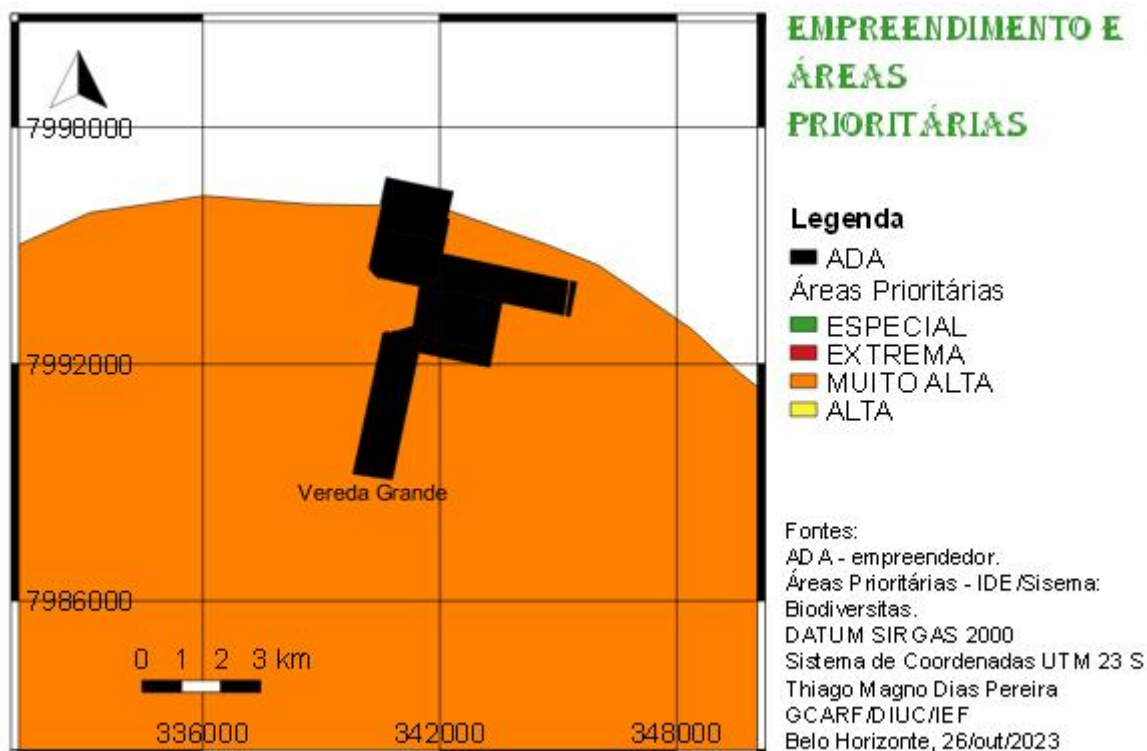 EMPREENDIMENTO E
ÁREAS
PRIORITÁRIAS
7998000
7992000
Vereda Grande
7986000
0 1 2 3 km
336000 342000 348000
Legenda
ADA
Áreas Prioritárias
ESPECIAL
EXTREMA
MUITO ALTA
ALTA
Fontes:
ADA - empreendedor.
Áreas Prioritárias - IDE/Sisema:
Biodiversitas.
DATUM SIRGAS 2000
Sistema de Coordenadas UTM 23 S
Thiago Magno Dias Pereira
GCARF/DIUC/IEF
Belo Horizonte, 26/out/2023